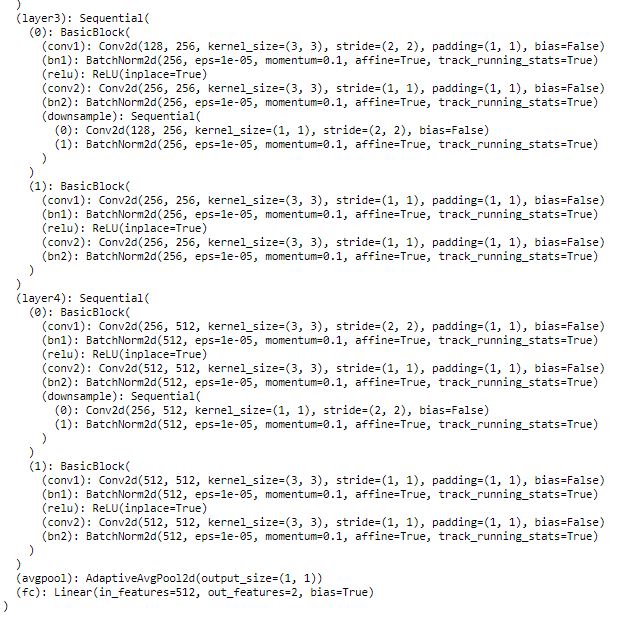 )
  (layer3): Sequential(
    (0): BasicBlock(
      (conv1): Conv2d(128, 256, kernel_size=(3, 3), stride=(2, 2), padding=(1, 1), bias=False)
      (bn1): BatchNorm2d(256, eps=1e-05, momentum=0.1, affine=True, track_running_stats=True)
      (relu): ReLU(inplace=True)
      (conv2): Conv2d(256, 256, kernel_size=(3, 3), stride=(1, 1), padding=(1, 1), bias=False)
      (bn2): BatchNorm2d(256, eps=1e-05, momentum=0.1, affine=True, track_running_stats=True)
      (downsample): Sequential(
        (0): Conv2d(128, 256, kernel_size=(1, 1), stride=(2, 2), bias=False)
        (1): BatchNorm2d(256, eps=1e-05, momentum=0.1, affine=True, track_running_stats=True)
      )
    )
    (1): BasicBlock(
      (conv1): Conv2d(256, 256, kernel_size=(3, 3), stride=(1, 1), padding=(1, 1), bias=False)
      (bn1): BatchNorm2d(256, eps=1e-05, momentum=0.1, affine=True, track_running_stats=True)
      (relu): ReLU(inplace=True)
      (conv2): Conv2d(256, 256, kernel_size=(3, 3), stride=(1, 1), padding=(1, 1), bias=False)
      (bn2): BatchNorm2d(256, eps=1e-05, momentum=0.1, affine=True, track_running_stats=True)
    )
  )
  (layer4): Sequential(
    (0): BasicBlock(
      (conv1): Conv2d(256, 512, kernel_size=(3, 3), stride=(2, 2), padding=(1, 1), bias=False)
      (bn1): BatchNorm2d(512, eps=1e-05, momentum=0.1, affine=True, track_running_stats=True)
      (relu): ReLU(inplace=True)
      (conv2): Conv2d(512, 512, kernel_size=(3, 3), stride=(1, 1), padding=(1, 1), bias=False)
      (bn2): BatchNorm2d(512, eps=1e-05, momentum=0.1, affine=True, track_running_stats=True)
      (downsample): Sequential(
        (0): Conv2d(256, 512, kernel_size=(1, 1), stride=(2, 2), bias=False)
        (1): BatchNorm2d(512, eps=1e-05, momentum=0.1, affine=True, track_running_stats=True)
      )
    )
    (1): BasicBlock(
      (conv1): Conv2d(512, 512, kernel_size=(3, 3), stride=(1, 1), padding=(1, 1), bias=False)
      (bn1): BatchNorm2d(512, eps=1e-05, momentum=0.1, affine=True, track_running_stats=True)
      (relu): ReLU(inplace=True)
      (conv2): Conv2d(512, 512, kernel_size=(3, 3), stride=(1, 1), padding=(1, 1), bias=False)
      (bn2): BatchNorm2d(512, eps=1e-05, momentum=0.1, affine=True, track_running_stats=True)
    )
  )
  (avgpool): AdaptiveAvgPool2d(output_size=(1, 1))
  (fc): Linear(in_features=512, out_features=2, bias=True)
)